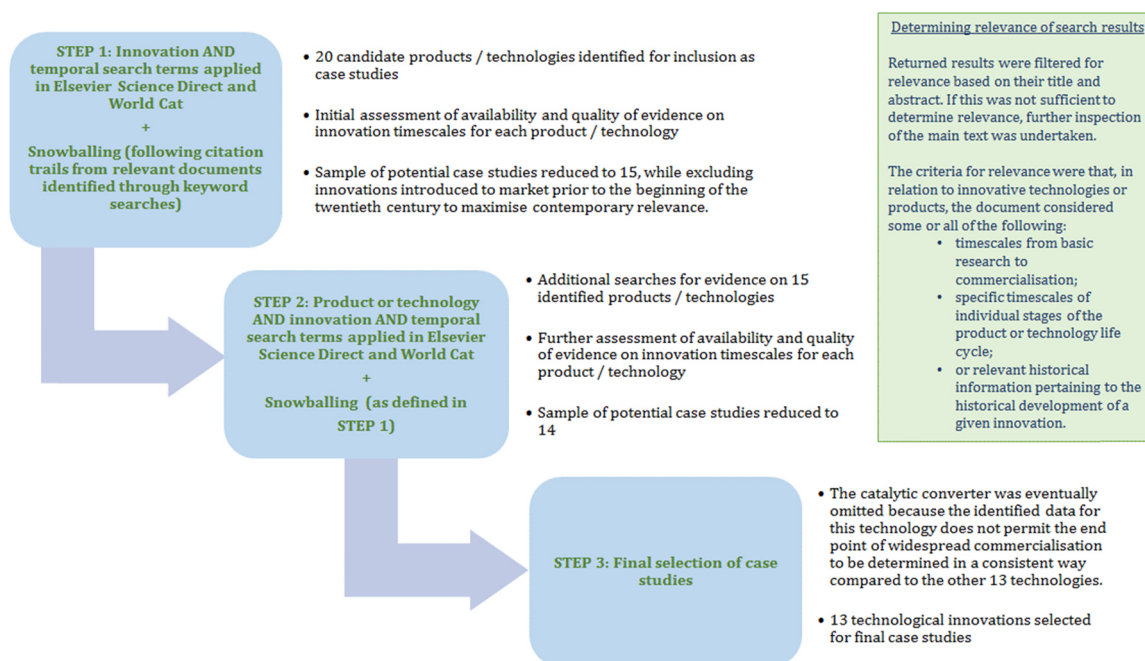 STEP 1: Innovation AND
temporal search terms applied
in Elsevier Science Direct and
World Cat
+
Snowballing (following citation
trails from relevant documents
identified through keyword
searches)
• 20 candidate products / technologies identified for inclusion as
case studies
• Initial assessment of availability and quality of evidence on
innovation timescales for each product / technology
• Sample of potential case studies reduced to 15, while excluding
innovations introduced to market prior to the beginning of the
twentieth century to maximise contemporary relevance.
Determining relevance of search results
Returned results were filtered for
relevance based on their title and
abstract. If this was not sufficient to
determine relevance, further inspection
of the main text was undertaken.
The criteria for relevance were that, in
relation to innovative technologies or
products, the document considered
some or all of the following:
• timescales from basic
research to
commercialisation;
• specific timescales of
individual stages of the
product or technology life
cycle;
• or relevant historical
information pertaining to the
historical development of a
given innovation.
STEP 2: Product or technology
AND innovation AND temporal
search terms applied in Elsevier
Science Direct and World Cat
+
Snowballing (as defined in
STEP 1)
• Additional searches for evidence on 15
identified products / technologies
• Further assessment of availability and quality
of evidence on innovation timescales for each
product / technology
• Sample of potential case studies reduced to
14
STEP 3: Final selection of case
studies
• The catalytic converter was eventually
omitted because the identified data for
this technology does not permit the end
point of widespread commercialisation
to be determined in a consistent way
compared to the other 13 technologies.
• 13 technological innovations selected
for final case studies